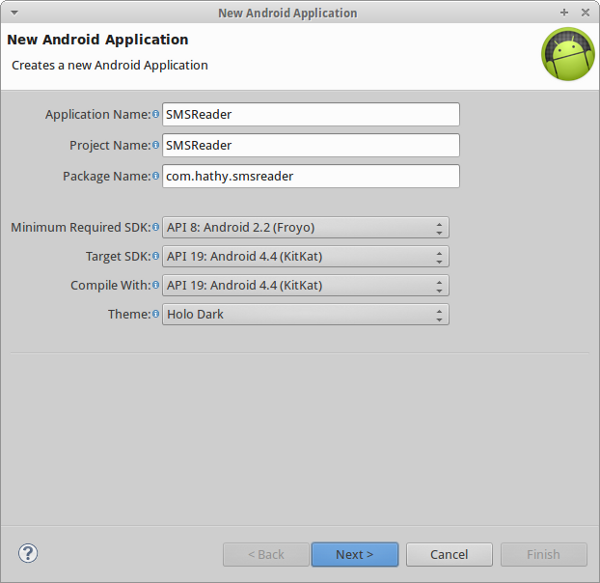 New Android Application
New Android Application
Creates a new Android Application
Application Name: SMSReader
Project Name: SMSReader
Package Name: com.hathy.smsreader
Minimum Required SDK: API 8: Android 2.2 (Froyo)
Target SDK: API 19: Android 4.4 (KitKat)
Compile With: API 19: Android 4.4 (KitKat)
Theme: Holo Dark
? < Back Next > Cancel Finish